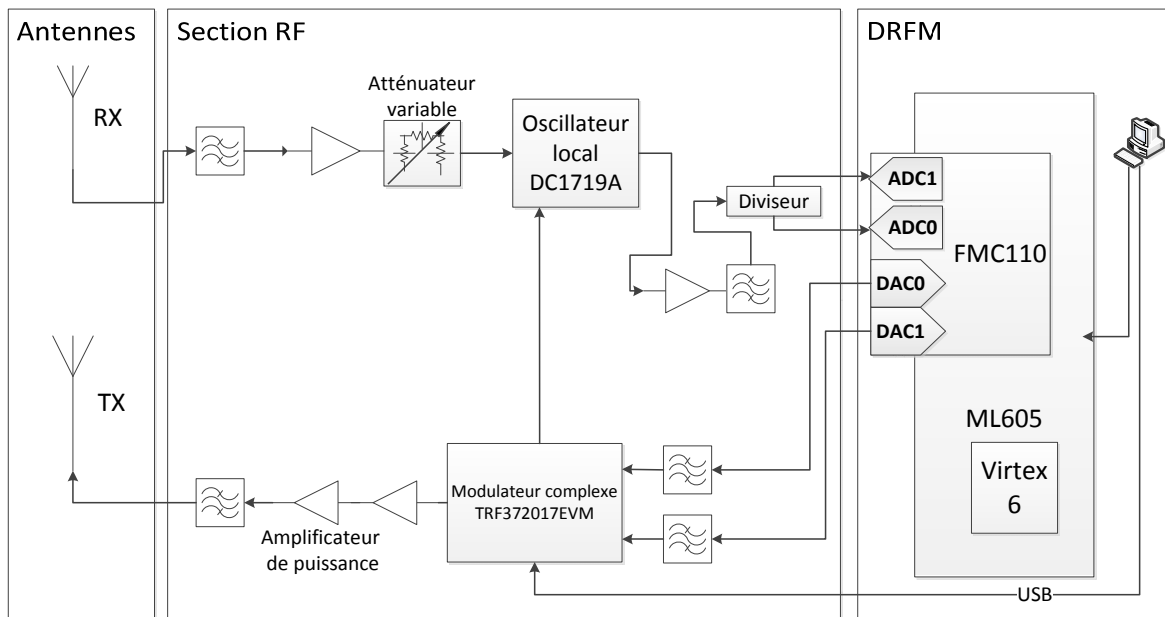 Antennes
Section RF
DRFM
RX
Atténuateur
variable
Oscillateur
local
DC1719A
Diviseur
ADC1
ADC0
FMC110
DAC0
DAC1
TX
ML605
Virtex
6
Modulateur complexe
TRF372017EVM
Amplificateur
de puissance
USB